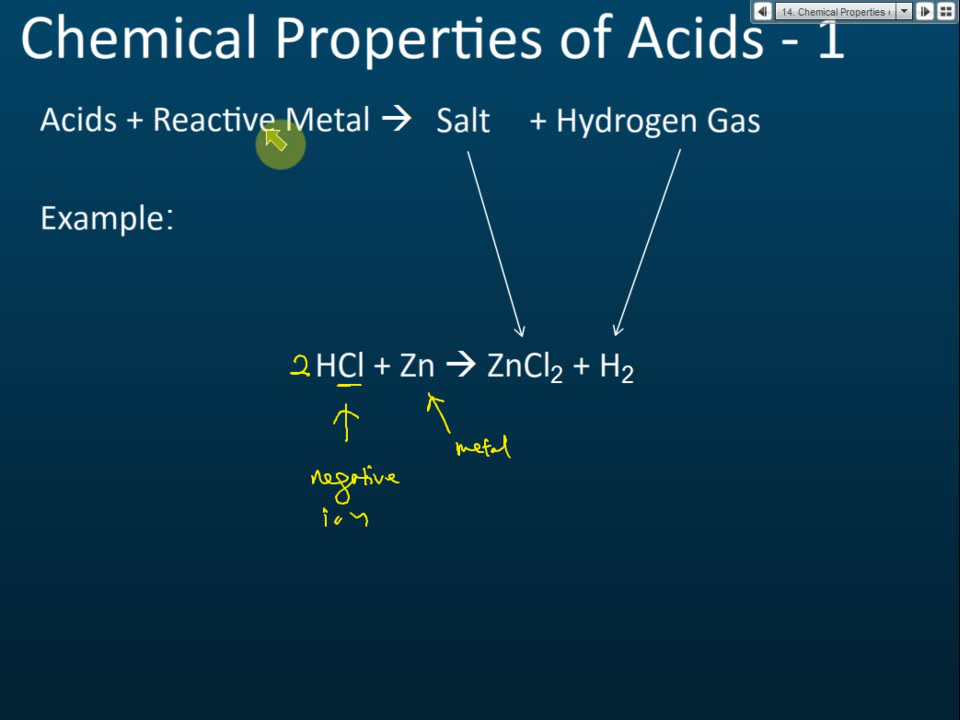 Chemical Properties of Acids - 1
14. Chemical Properties
Acids + Reactive Metal → Salt + Hydrogen Gas
Example:
2HCl + Zn → ZnCl₂ + H₂
metal
negative
ion